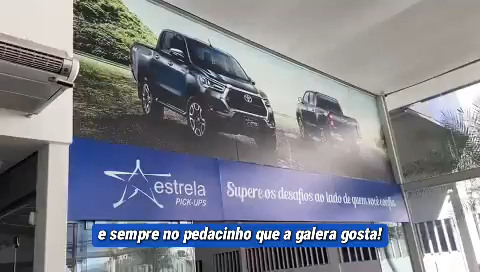 estrela
PICK-UPS
Supere os desafios ao lado de quem você confia.
e sempre no pedacinho que a galera gosta!